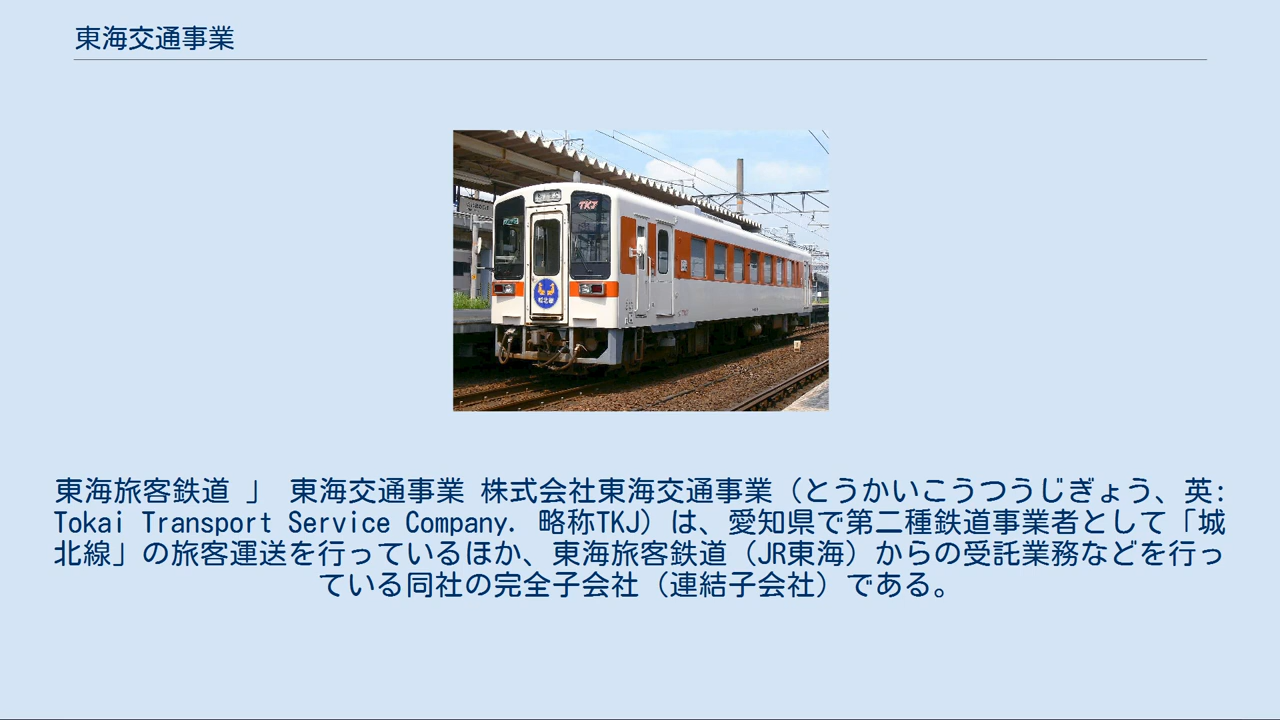 東海交通事業
TKJ
東海旅客鉄道 」 東海交通事業 株式会社東海交通事業（とうかいこうつうじぎょう、英:
Tokai Transport Service Company. 略称TKJ）は、愛知県で第二種鉄道事業者として「城
北線」の旅客運送を行っているほか、東海旅客鉄道（JR東海）からの受託業務などを行っ
ている同社の完全子会社（連結子会社）である。